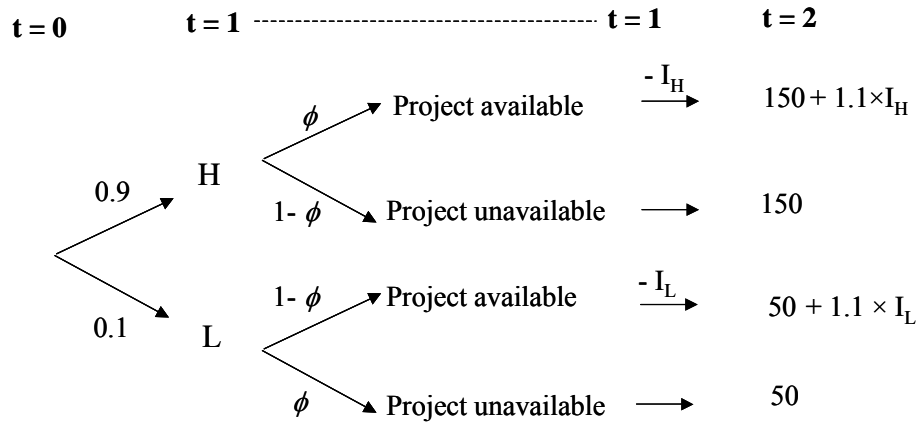 t = 0 t = 1 t = 1 t = 2
- I_H
ϕ Project available 150 + 1.1×I_H
H
0.9
1- ϕ Project unavailable 150
1- ϕ Project available - I_L 50 + 1.1 × I_L
0.1 L
ϕ Project unavailable 50